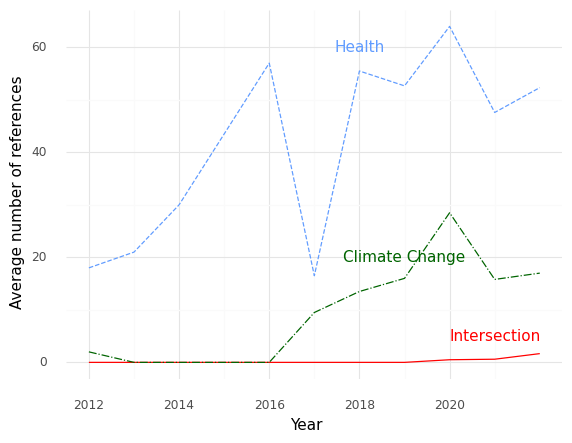 Average number of references
60
40
20
0
Health
Climate Change
Intersection
2012
2014
2016
2018
2020
Year